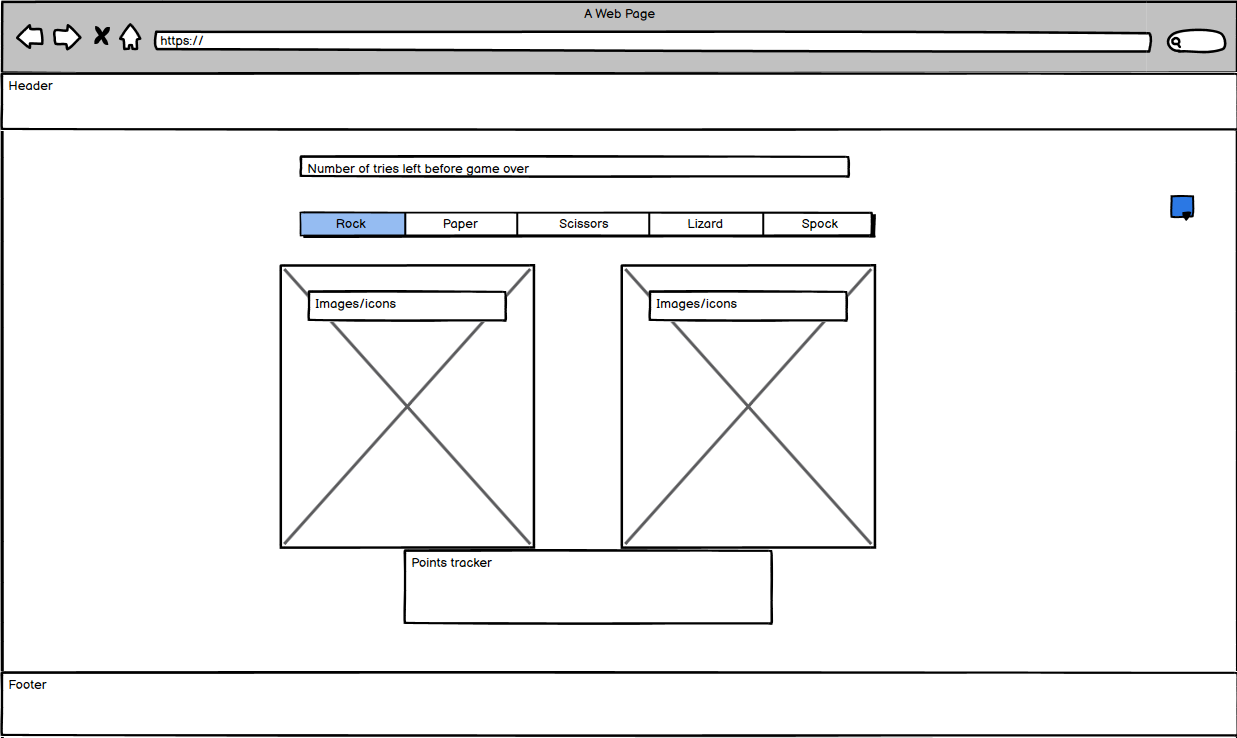 A Web Page
https://
Header
Number of tries left before game over
Rock Paper Scissors Lizard Spock
Images/icons Images/icons
Points tracker
Footer